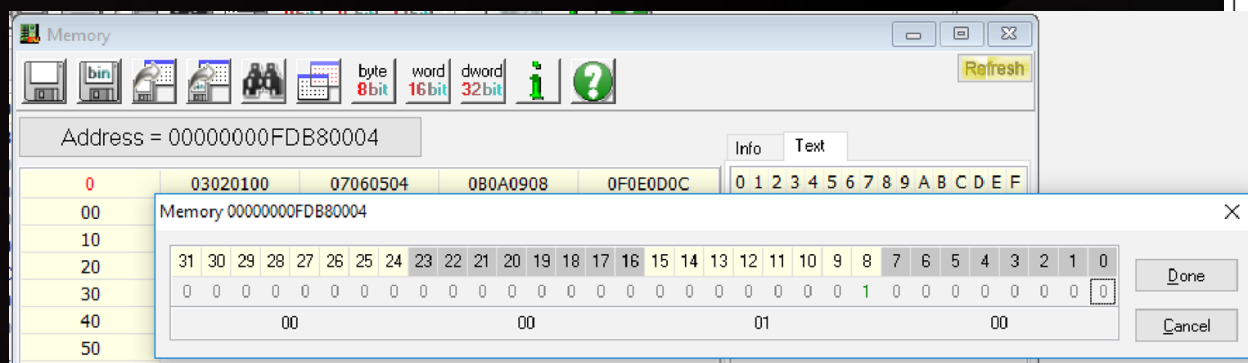 Memory
bin byte 8bit word 16bit dword 32bit i ?
Refresh
Address = 00000000FDB80004
Info Text
0 03020100 07060504 0B0A0908 0F0E0D0C 0 1 2 3 4 5 6 7 8 9 A B C D E F
00
10
20
30
40
50
Memory 00000000FDB80004
31 30 29 28 27 26 25 24 23 22 21 20 19 18 17 16 15 14 13 12 11 10 9 8 7 6 5 4 3 2 1 0
0 0 0 0 0 0 0 0 0 0 0 0 0 0 0 0 0 0 0 0 0 0 0 1 0 0 0 0 0 0 0 0
00 00 01 00
Done
Cancel